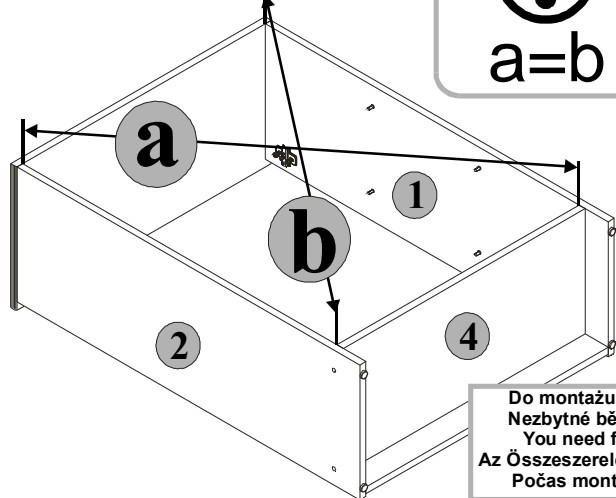 a=b
a
1
b
2
4
Do montażu
Nezbytné bě
You need f
Az Összeszerel
Počas mont